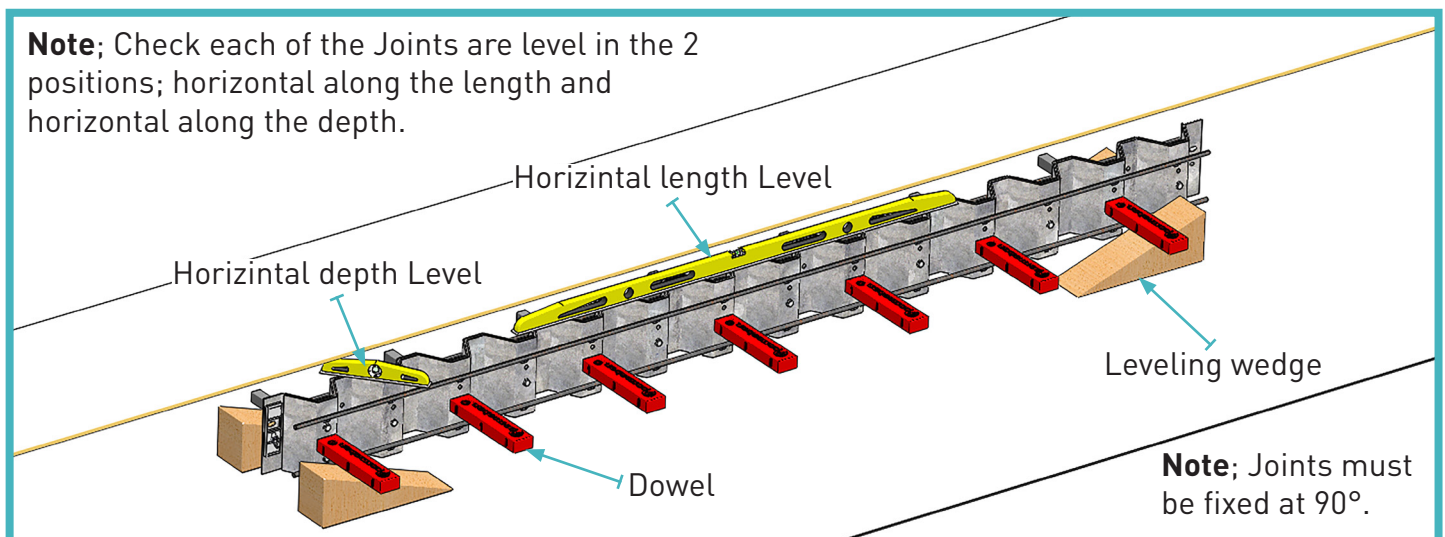 Note; Check each of the Joints are level in the 2
positions; horizontal along the length and
horizontal along the depth.
Horizintal length Level
Horizintal depth Level
Leveling wedge
Dowel
Note; Joints must
be fixed at 90°.